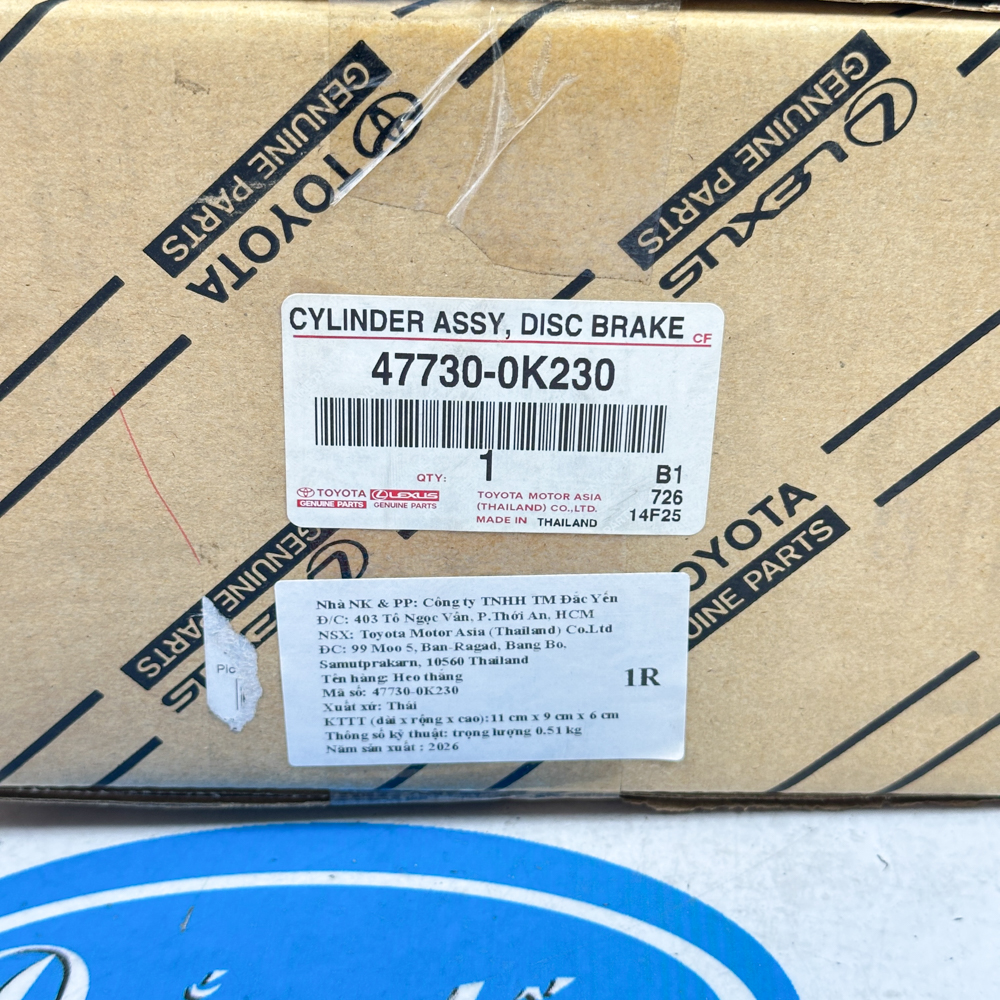 GENUINE PARTS
TOYOTA
GENUINE PARTS
LEXUS
CYLINDER ASSY, DISC BRAKE CF
47730-0K230
QTY: 1 B1
TOYOTA LEXUS TOYOTA MOTOR ASIA 726
GENUINE PARTS GENUINE PARTS (THAILAND) CO.,LTD. 14F25
MADE IN THAILAND
GENUINE PARTS
OYOTA
UINE PARTS
Pic
Nhà NK & PP: Công ty TNHH TM Đắc Yến
Đ/C: 403 Tô Ngọc Vân, P.Thới An, HCM
NSX: Toyota Motor Asia (Thailand) Co.Ltd
ĐC: 99 Moo 5, Ban-Ragad, Bang Bo,
Samutprakarn, 10560 Thailand
Tên hàng: Heo thắng
Mã số: 47730-0K230
1R
Xuất xứ: Thái
KTTT (dài x rộng x cao):11 cm x 9 cm x 6 cm
Thông số kỹ thuật: trọng lượng 0.51 kg
Năm sản xuất : 2026